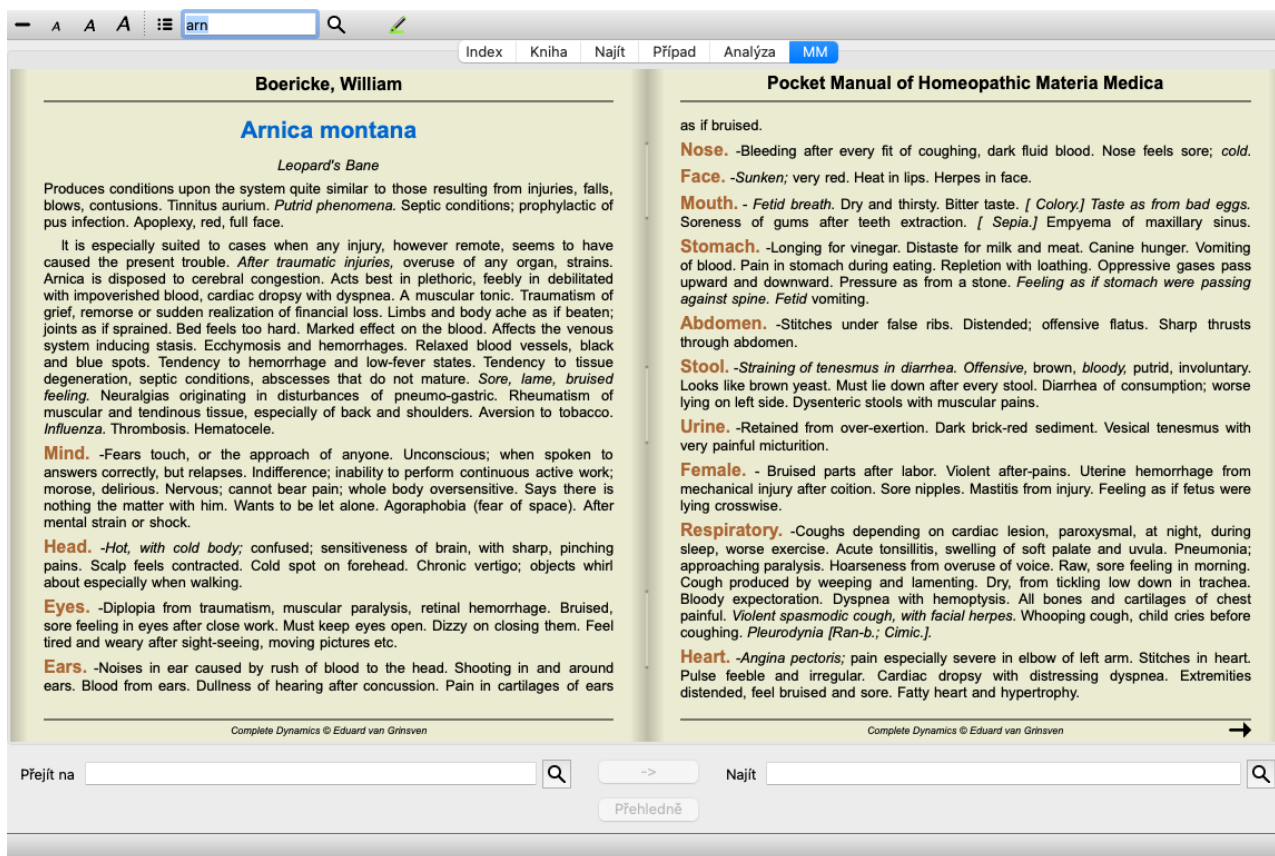 A A A arn
Index Kniha Najít Případ Analýza MM
Boericke, William
Arnica montana
Leopard's Bane
Produces conditions upon the system quite similar to those resulting from injuries, falls,
blows, contusions. Tinnitus aurium. Putrid phenomena. Septic conditions; prophylactic of
pus infection. Apoplexy, red, full face.
It is especially suited to cases when any injury, however remote, seems to have
caused the present trouble. After traumatic injuries, overuse of any organ, strains.
Arnica is disposed to cerebral congestion. Acts best in plethoric, feebly in debilitated
with impoverished blood, cardiac dropsy with dyspnea. A muscular tonic. Traumatism of
grief, remorse or sudden realization of financial loss. Limbs and body ache as if beaten;
joints as if sprained. Bed feels too hard. Marked effect on the blood. Affects the venous
system inducing stasis. Ecchymosis and hemorrhages. Relaxed blood vessels, black
and blue spots. Tendency to hemorrhage and low-fever states. Tendency to tissue
degeneration, septic conditions, abscesses that do not mature. Sore, lame, bruised
feeling. Neuralgias originating in disturbances of pneumo-gastric. Rheumatism of
muscular and tendinous tissue, especially of back and shoulders. Aversion to tobacco.
Influenza. Thrombosis. Hematocele.
Mind. -Fears touch, or the approach of anyone. Unconscious; when spoken to
answers correctly, but relapses. Indifference; inability to perform continuous active work;
morose, delirious. Nervous; cannot bear pain; whole body oversensitive. Says there is
nothing the matter with him. Wants to be let alone. Agoraphobia (fear of space). After
mental strain or shock.
Head. -Hot, with cold body; confused; sensitiveness of brain, with sharp, pinching
pains. Scalp feels contracted. Cold spot on forehead. Chronic vertigo; objects whirl
about especially when walking.
Eyes. -Diplopia from traumatism, muscular paralysis, retinal hemorrhage. Bruised,
sore feeling in eyes after close work. Must keep eyes open. Dizzy on closing them. Feel
tired and weary after sight-seeing, moving pictures etc.
Ears. -Noises in ear caused by rush of blood to the head. Shooting in and around
ears. Blood from ears. Dullness of hearing after concussion. Pain in cartilages of ears
Complete Dynamics © Eduard van Grinsven
Pocket Manual of Homeopathic Materia Medica
as if bruised.
Nose. -Bleeding after every fit of coughing, dark fluid blood. Nose feels sore; cold.
Face. -Sunken; very red. Heat in lips. Herpes in face.
Mouth. - Fetid breath. Dry and thirsty. Bitter taste. [ Colory.] Taste as from bad eggs.
Soreness of gums after teeth extraction. [ Sepia.] Empyema of maxillary sinus.
Stomach. -Longing for vinegar. Distaste for milk and meat. Canine hunger. Vomiting
of blood. Pain in stomach during eating. Repletion with loathing. Oppressive gases pass
upward and downward. Pressure as from a stone. Feeling as if stomach were passing
against spine. Fetid vomiting.
Abdomen. -Stitches under false ribs. Distended; offensive flatus. Sharp thrusts
through abdomen.
Stool. -Straining of tenesmus in diarrhea. Offensive, brown, bloody, putrid, involuntary.
Looks like brown yeast. Must lie down after every stool. Diarrhea of consumption; worse
lying on left side. Dysenteric stools with muscular pains.
Urine. -Retained from over-exertion. Dark brick-red sediment. Vesical tenesmus with
very painful micturition.
Female. - Bruised parts after labor. Violent after-pains. Uterine hemorrhage from
mechanical injury after coition. Sore nipples. Mastitis from injury. Feeling as if fetus were
lying crosswise.
Respiratory. -Coughs depending on cardiac lesion, paroxysmal, at night, during
sleep, worse exercise. Acute tonsillitis, swelling of soft palate and uvula. Pneumonia;
approaching paralysis. Hoarseness from overuse of voice. Raw, sore feeling in morning.
Cough produced by weeping and lamenting. Dry, from tickling low down in trachea.
Bloody expectoration. Dyspnea with hemoptysis. All bones and cartilages of chest
painful. Violent spasmodic cough, with facial herpes. Whooping cough, child cries before
coughing. Pleurodynia [Ran-b.; Cimic.].
Heart. -Angina pectoris; pain especially severe in elbow of left arm. Stitches in heart.
Pulse feeble and irregular. Cardiac dropsy with distressing dyspnea. Extremities
distended, feel bruised and sore. Fatty heart and hypertrophy.
Complete Dynamics © Eduard van Grinsven
Přejít na -> Najít
Přehledně